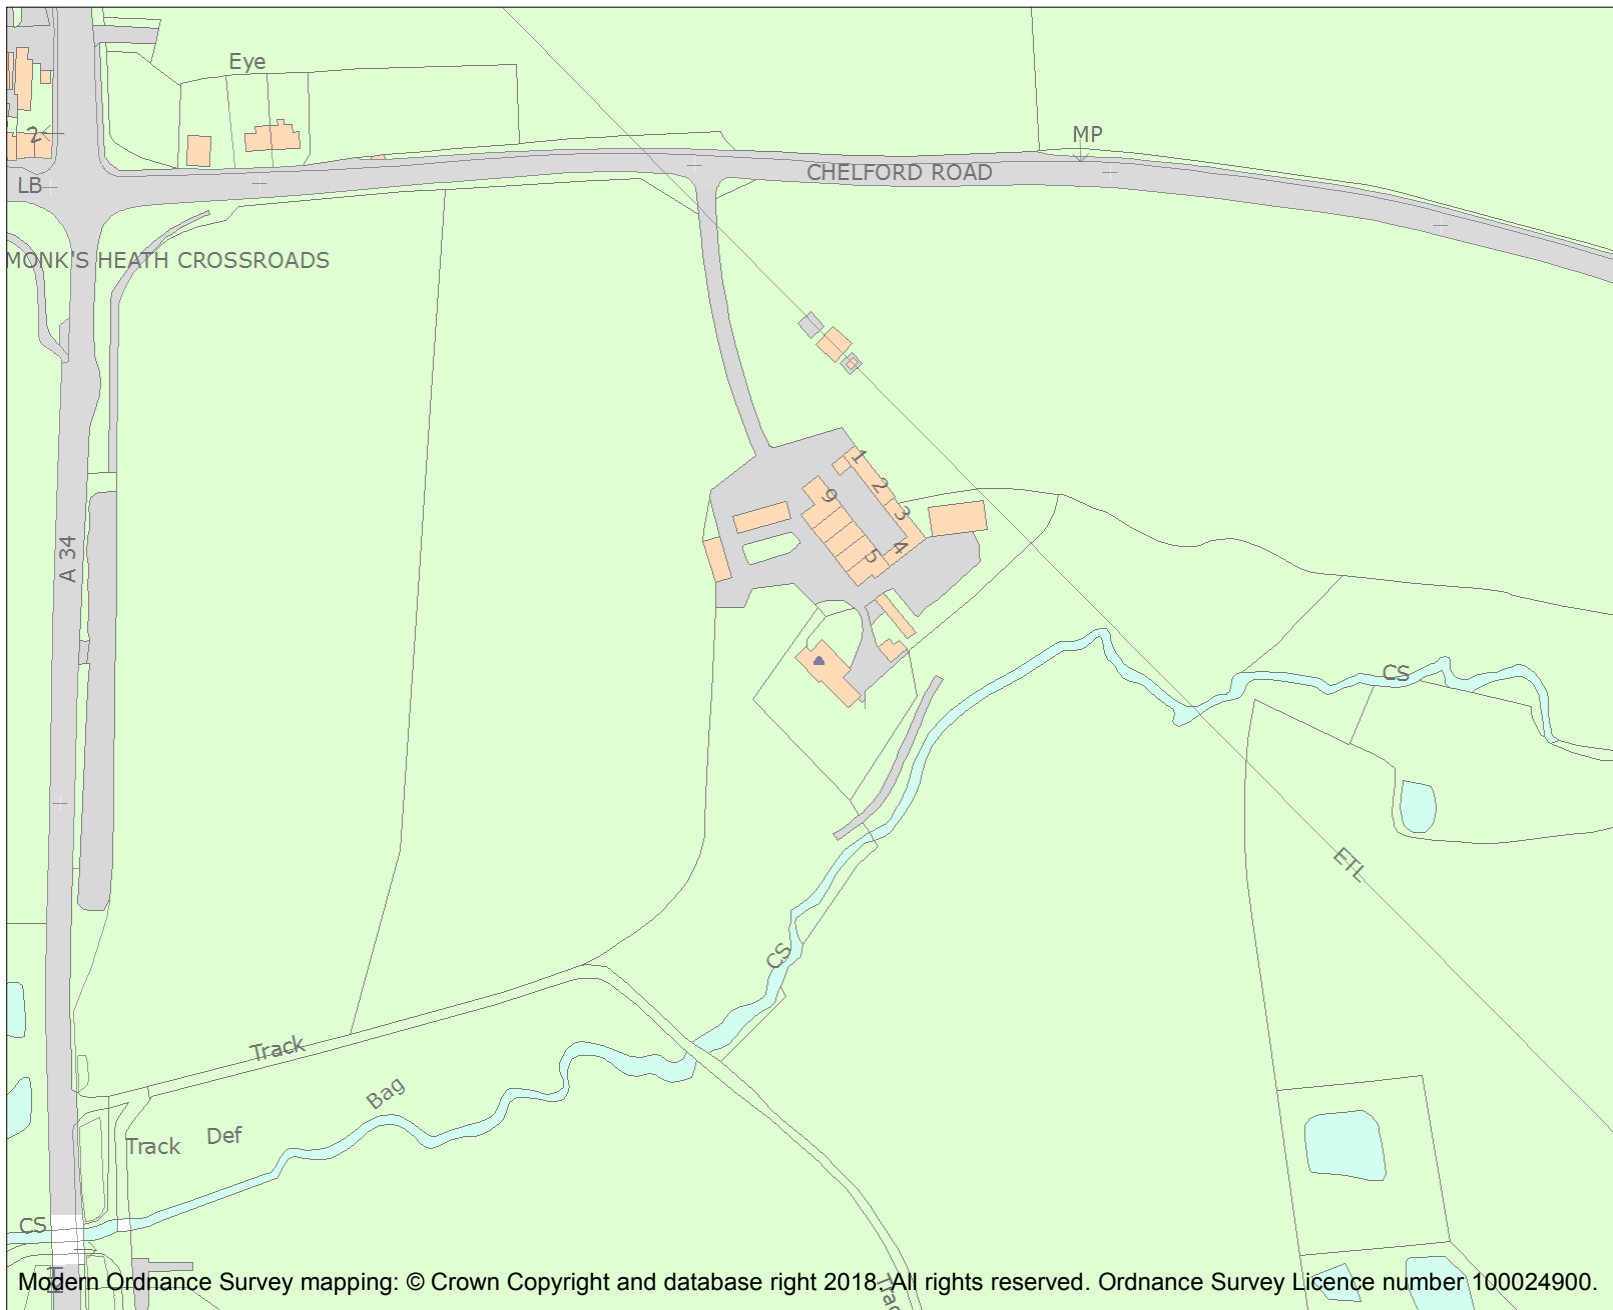 Eye
2
MP
LB
CHELFORD ROAD
MONK'S HEATH CROSSROADS
1
2
9
3
4
5
A 34
CS
ETL
CS
Track
Bag
Track
Def
CS
Modern Ordnance Survey mapping: © Crown Copyright and database right 2018. All rights reserved. Ordnance Survey Licence number 100024900.